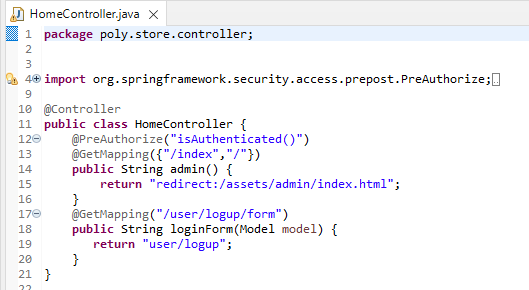 HomeController.java
1 package poly.store.controller;
2
3
4 import org.springframework.security.access.prepost.PreAuthorize;
9
10 @Controller
11 public class HomeController {
12 @PreAuthorize("isAuthenticated()")
13 @GetMapping({"/index","/"})
14 public String admin() {
15 return "redirect:/assets/admin/index.html";
16 }
17 @GetMapping("/user/logup/form")
18 public String loginForm(Model model) {
19 return "user/logup";
20 }
21 }
22